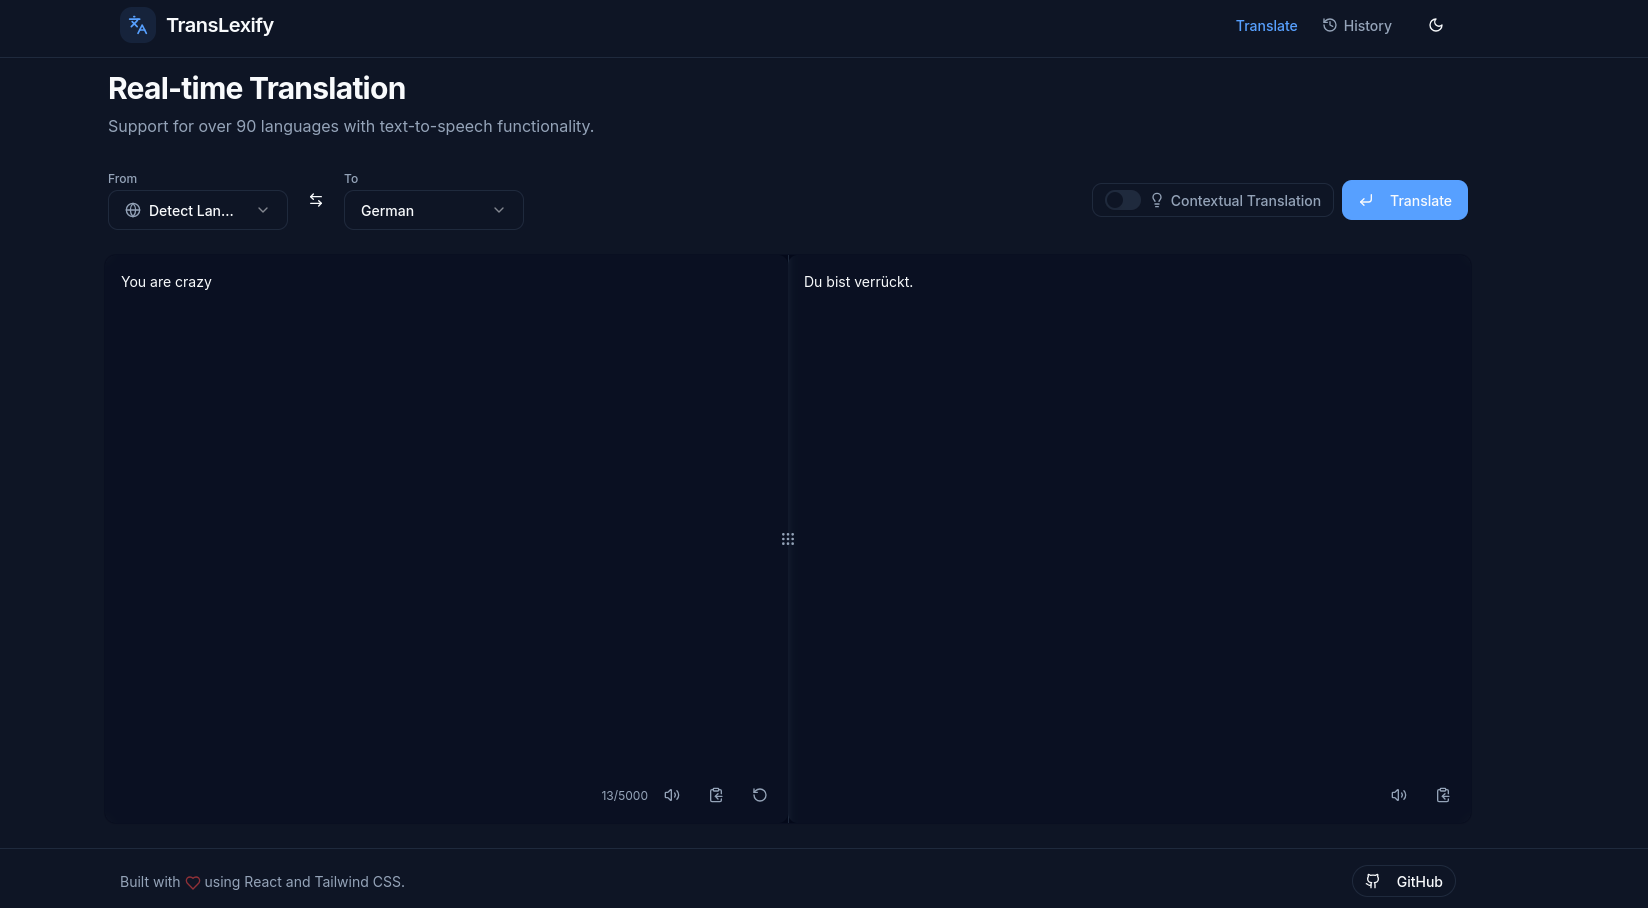 TransLexify
Translate
History
Real-time Translation
Support for over 90 languages with text-to-speech functionality.
From
To
Detect Lan...
German
Contextual Translation
Translate
You are crazy
Du bist verrückt.
13/5000
Built with using React and Tailwind CSS.
GitHub